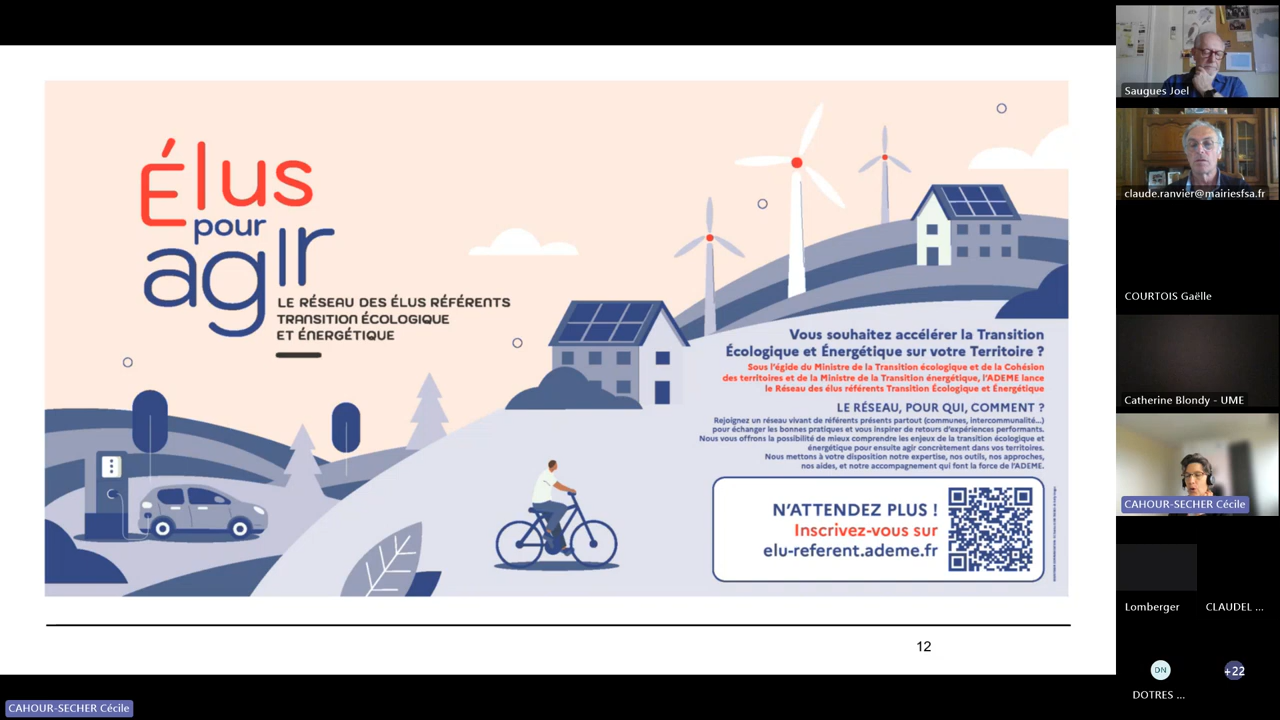 Élus
pour
agir
LE RÉSEAU DES ÉLUS RÉFÉRENTS
TRANSITION ÉCOLOGIQUE
ET ÉNERGÉTIQUE
Vous souhaitez accélérer la Transition
Écologique et Énergétique sur votre Territoire ?
Sous l'égide du Ministre de la Transition écologique et de la Cohésion
des territoires et de la Ministre de la Transition énergétique, l'ADEME lance
le Réseau des élus référents Transition Écologique et Énergétique
LE RÉSEAU, POUR QUI, COMMENT ?
Rejoignez un réseau vivant de référents présents partout (communes, intercommunalité...)
pour échanger les bonnes pratiques et vous inspirer de retours d'expériences performants.
Nous vous offrons la possibilité de mieux comprendre les enjeux de la transition écologique et
énergétique pour ensuite agir concrètement dans vos territoires.
Nous mettons à votre disposition notre expertise, nos outils, nos approches,
nos aides, et notre accompagnement qui font la force de l'ADEME.
N'ATTENDEZ PLUS !
Inscrivez-vous sur
elu-referent.ademe.fr
12
CAHOUR-SECHER Cécile
Saugues Joel
claude.ranvier@mairiesfsa.fr
COURTOIS Gaëlle
Catherine Blondy - UME
CAHOUR-SECHER Cécile
Lomberger
CLAUDEL ...
DN
+22
DOTRES ...